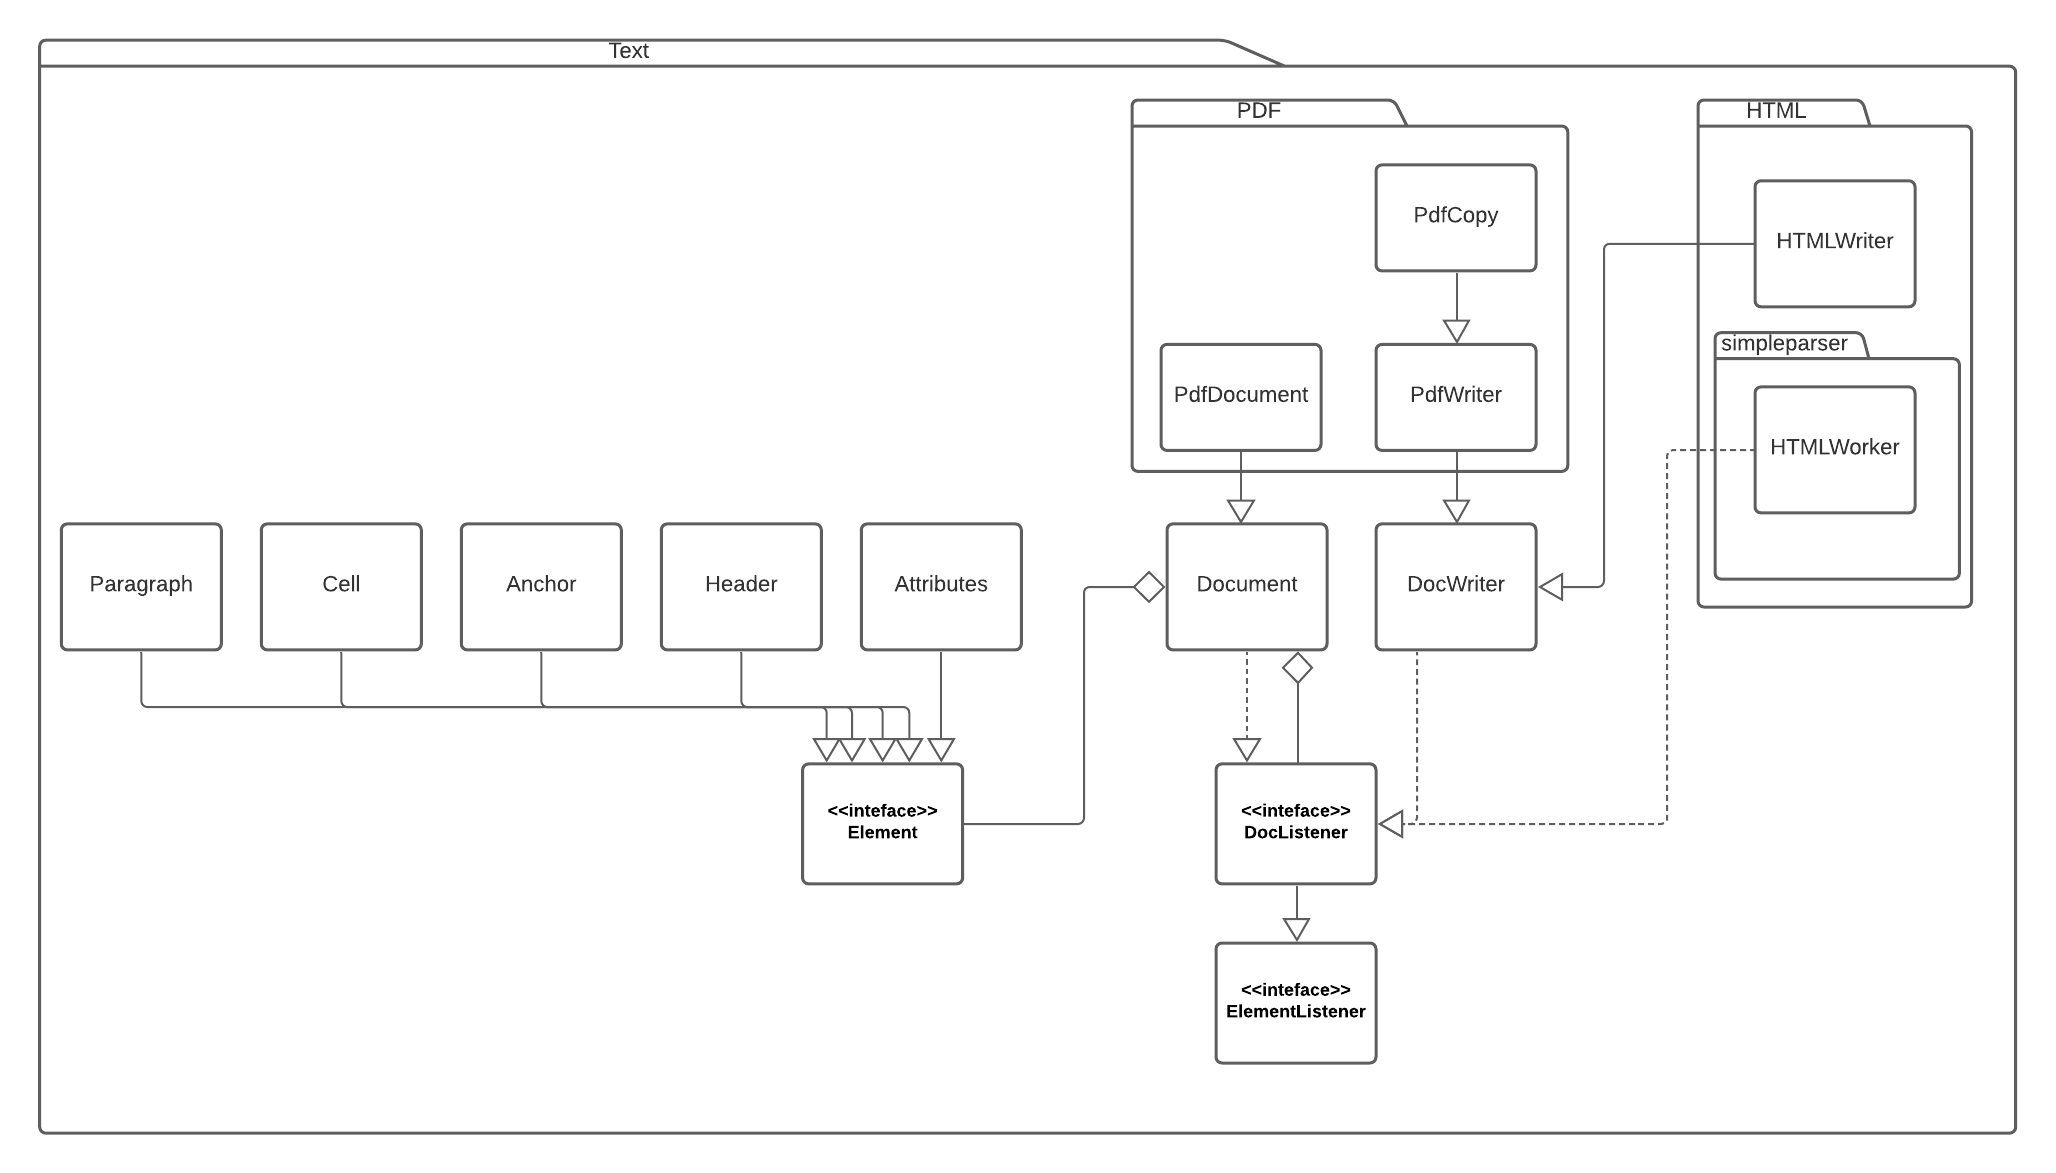 Text
PDF
HTML
PdfCopy
HTMLWriter
simpleparser
PdfDocument
PdfWriter
HTMLWorker
Paragraph
Cell
Anchor
Header
Attributes
Document
DocWriter
<<inteface>>
Element
<<inteface>>
DocListener
<<inteface>>
ElementListener